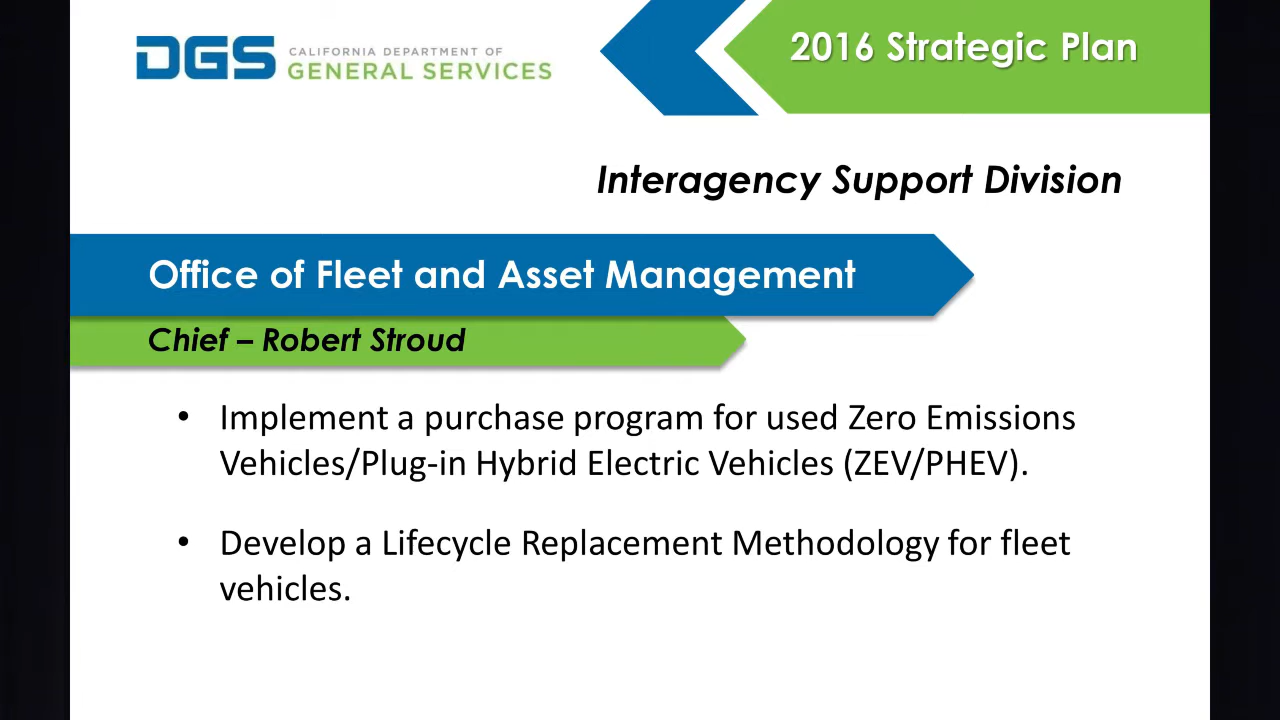 DGS CALIFORNIA DEPARTMENT OF
GENERAL SERVICES
2016 Strategic Plan
Interagency Support Division
Office of Fleet and Asset Management
Chief – Robert Stroud
• Implement a purchase program for used Zero Emissions
Vehicles/Plug-in Hybrid Electric Vehicles (ZEV/PHEV).
• Develop a Lifecycle Replacement Methodology for fleet
vehicles.